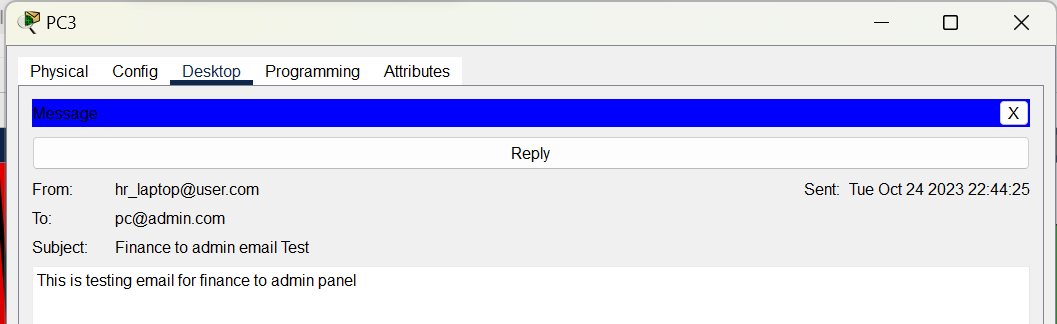 PC3
Physical Config Desktop Programming Attributes
Message X
Reply
From: hr_laptop@user.com Sent: Tue Oct 24 2023 22:44:25
To: pc@admin.com
Subject: Finance to admin email Test
This is testing email for finance to admin panel